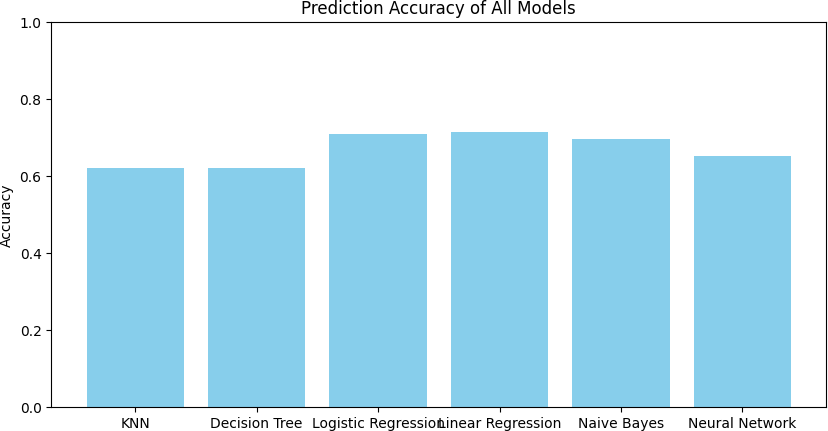 Prediction Accuracy of All Models
1.0
0.8
0.6
0.4
0.2
0.0
Accuracy
KNN
Decision Tree
Logistic Regression
Linear Regression
Naive Bayes
Neural Network